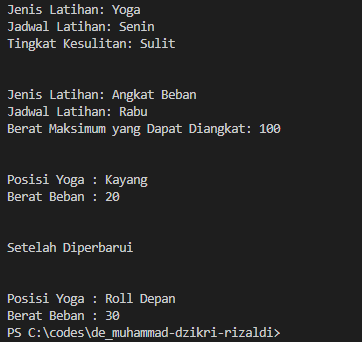 Jenis Latihan: Yoga
Jadwal Latihan: Senin
Tingkat Kesulitan: Sulit
Jenis Latihan: Angkat Beban
Jadwal Latihan: Rabu
Berat Maksimum yang Dapat Diangkat: 100
Posisi Yoga : Kayang
Berat Beban : 20
Setelah Diperbarui
Posisi Yoga : Roll Depan
Berat Beban : 30
PS C:\codes\de_muhammad-dzikri-rizaldi>